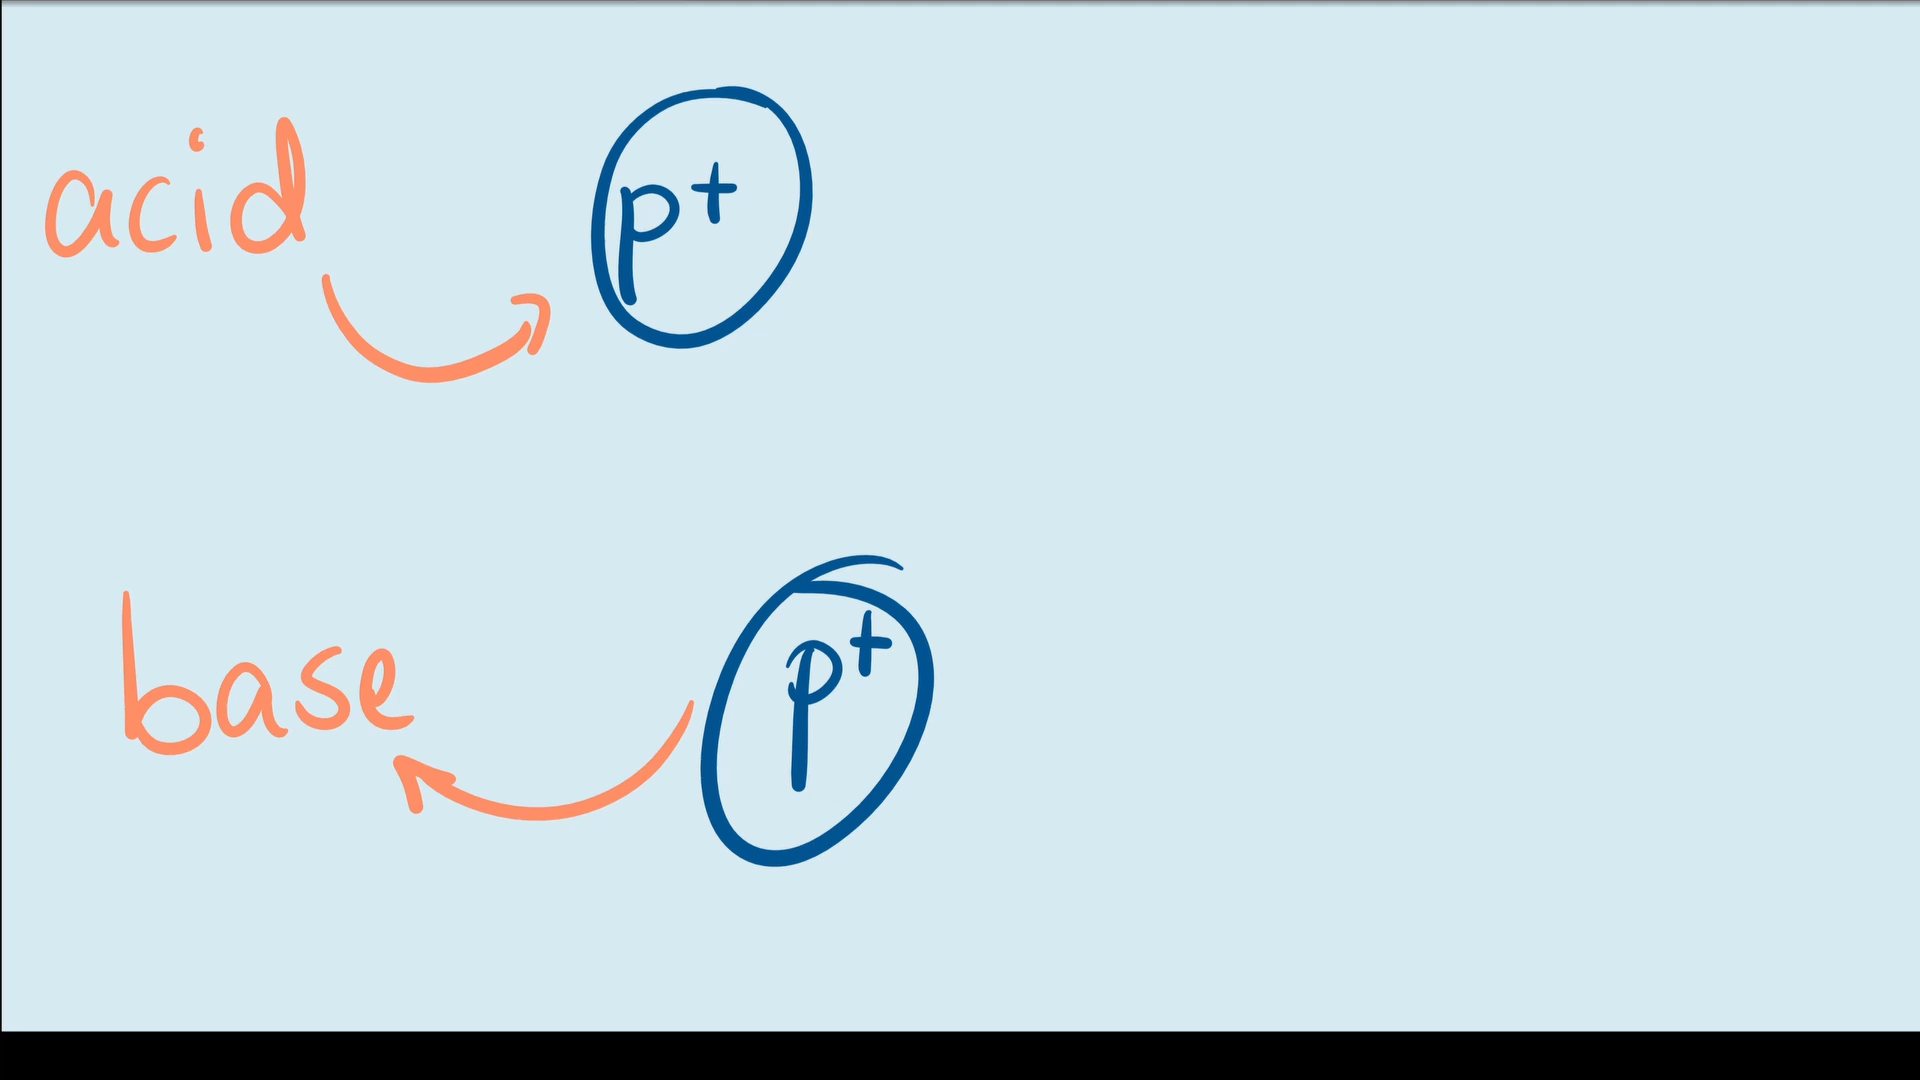 acid p+
base p+